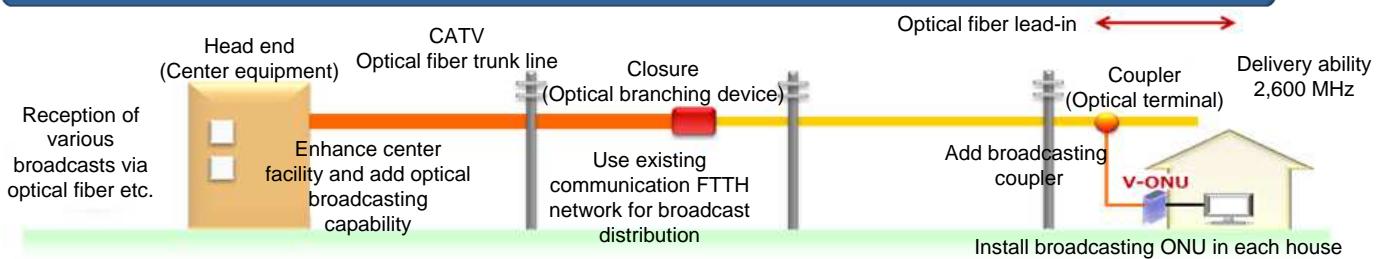 Optical fiber lead-in
Head end
(Center equipment)
CATV
Optical fiber trunk line
Closure
(Optical branching device)
Coupler
(Optical terminal)
Delivery ability
2,600 MHz
Reception of
various
broadcasts via
optical fiber etc.
Enhance center
facility and add optical
broadcasting
capability
Use existing
communication FTTH
network for broadcast
distribution
Add broadcasting
coupler
V-ONU
Install broadcasting ONU in each house